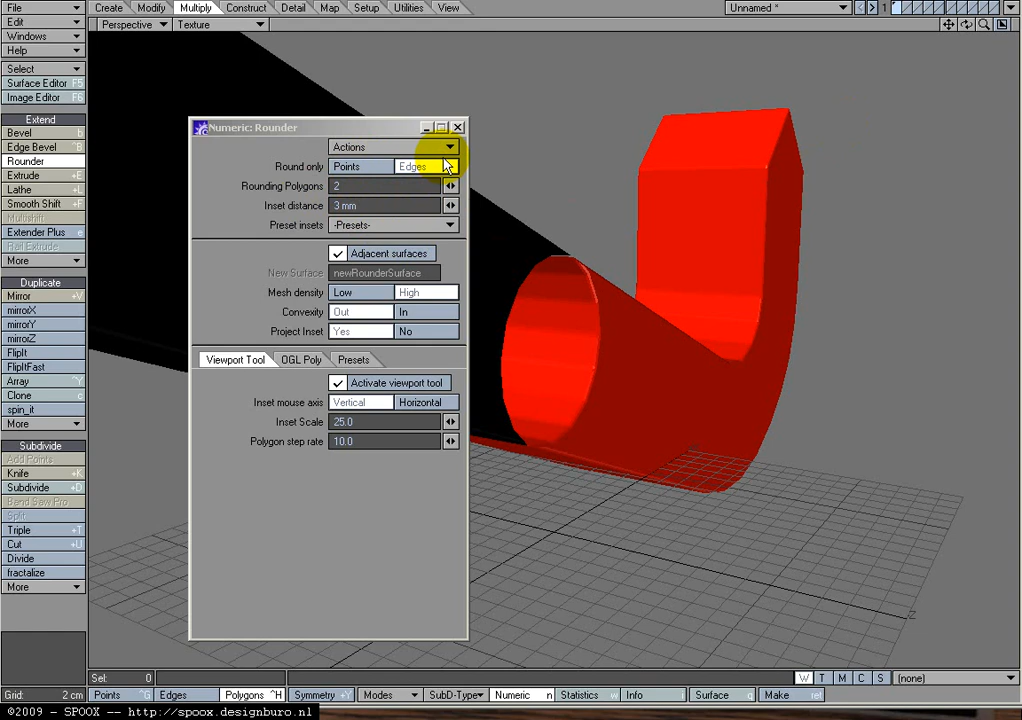 File Create Modify Multiply Construct Detail Map Setup Utilities View Unnamed * 1
Edit Perspective Texture
Windows
Help
Select
Surface Editor F5
Image Editor F6
Extend
Bevel b
Edge Bevel ^B
Rounder
Extrude +E
Lathe +L
Smooth Shift +F
Multishift
Extender Plus e
Rail Extrude
More
Duplicate
Mirror +V
mirrorX
mirrorY
mirrorZ
FlipIt
FlipItFast
Array ^Y
Clone c
spin_it
More
Subdivide
Add Points
Knife +K
Subdivide +D
Band Saw Pro
Split
Triple +T
Cut +U
Divide
fractalize
More
Numeric: Rounder
Actions
Round only Points Edges
Rounding Polygons 2
Inset distance 3 mm
Preset insets -Presets-
Adjacent surfaces
New Surface newRounderSurface
Mesh density Low High
Convexity Out In
Project Inset Yes No
Viewport Tool OGL Poly Presets
Activate viewport tool
Inset mouse axis Vertical Horizontal
Inset Scale 25.0
Polygon step rate 10.0
Z
Sel: 0 W T M C S (none)
Grid: 2 cm Points ^G Edges Polygons ^H Symmetry +Y Modes SubD-Type Numeric n Statistics w Info i Surface q Make ret
©2009 - SPOOX -- http://spoox.designburo.nl